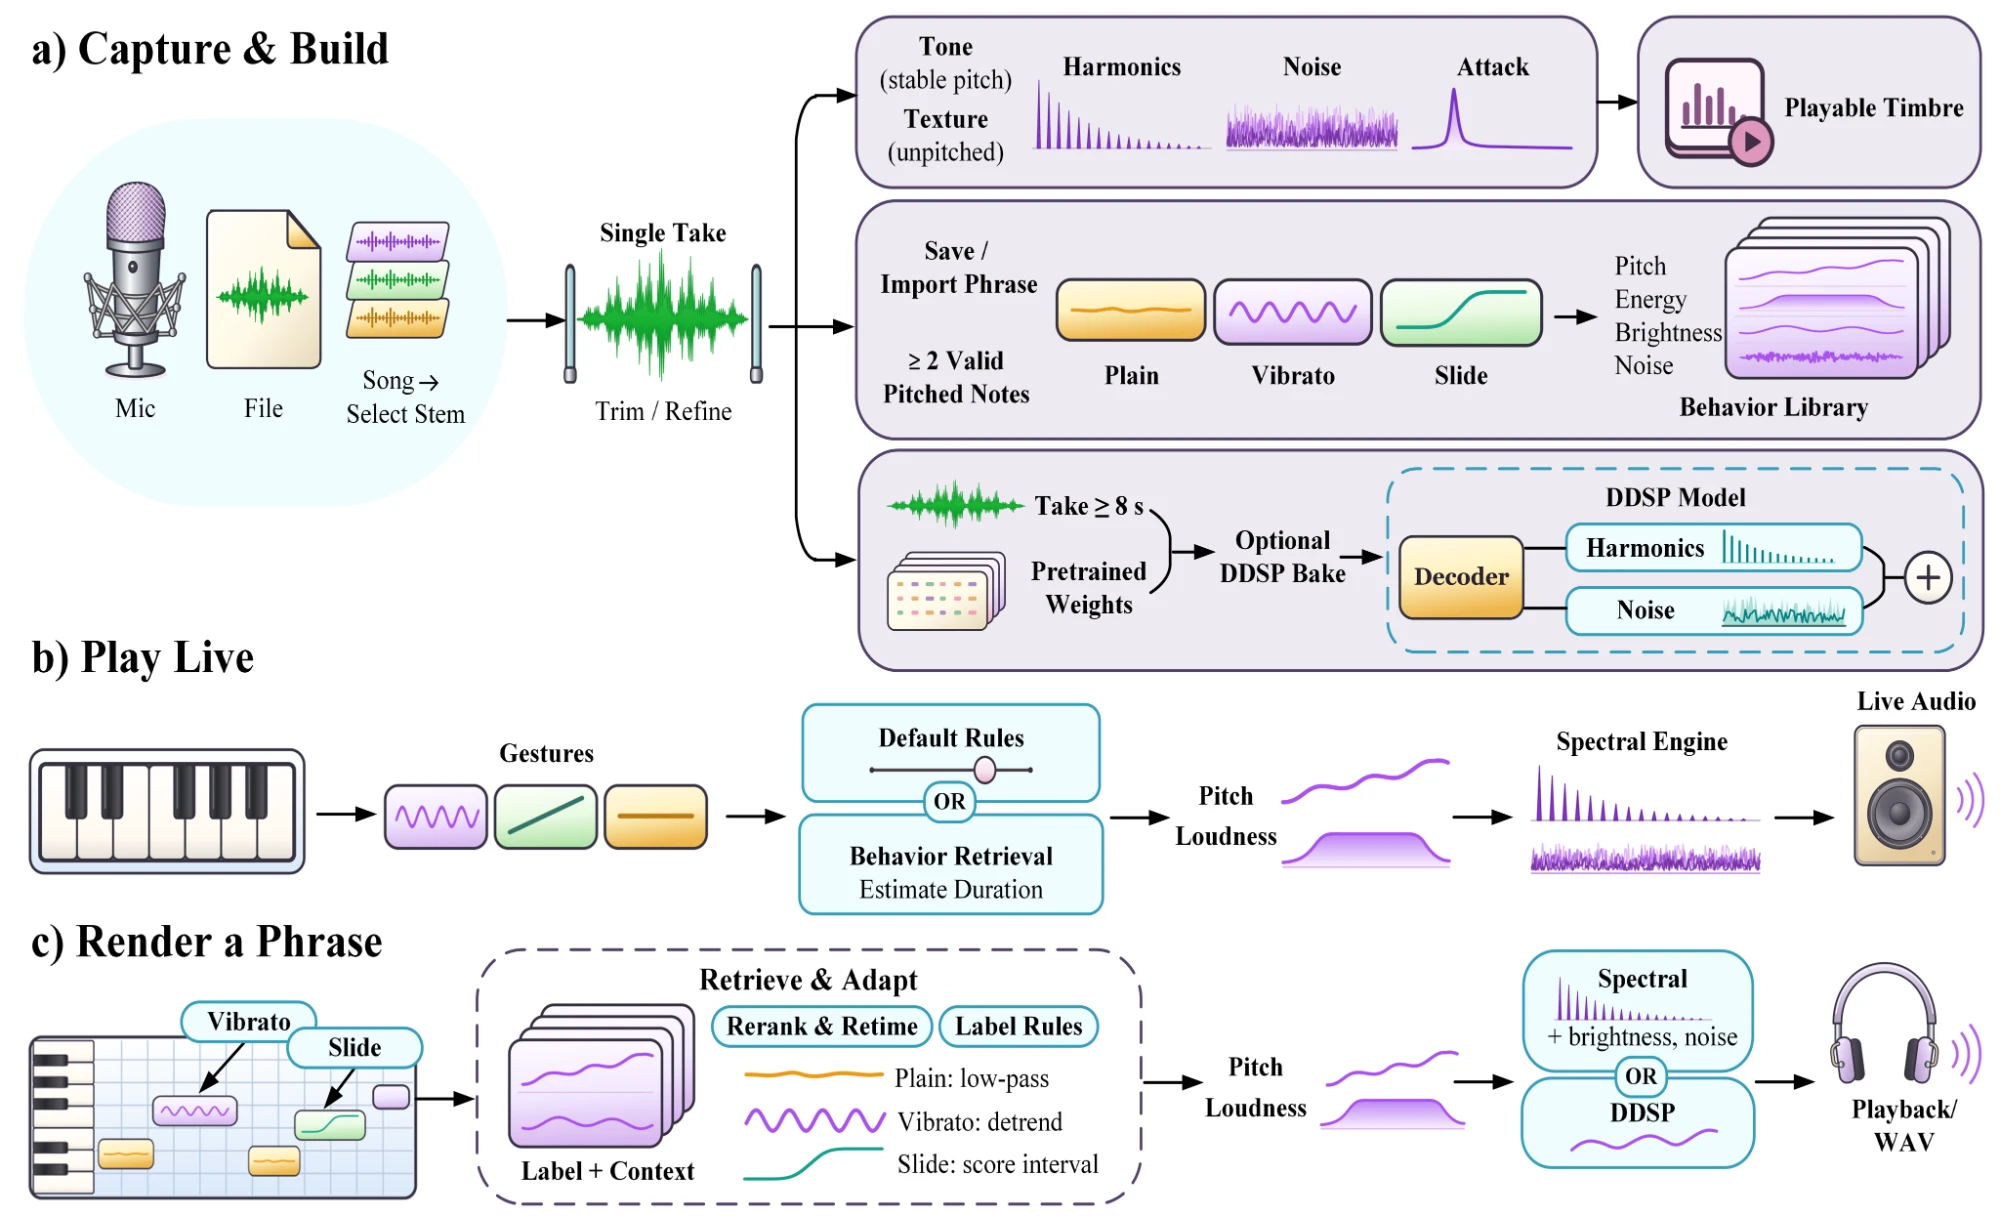 a) Capture & Build
Mic
File
Song→
Select Stem
Single Take
Trim / Refine
Tone
(stable pitch)
Texture
(unpitched)
Harmonics
Noise
Attack
Playable Timbre
Save /
Import Phrase
≥ 2 Valid
Pitched Notes
Plain
Vibrato
Slide
Pitch
Energy
Brightness
Noise
Behavior Library
Take ≥ 8 s
Pretrained
Weights
Optional
DDSP Bake
DDSP Model
Decoder
Harmonics
Noise
b) Play Live
Gestures
Default Rules
OR
Behavior Retrieval
Estimate Duration
Pitch
Loudness
Spectral Engine
Live Audio
c) Render a Phrase
Vibrato
Slide
Retrieve & Adapt
Label + Context
Rerank & Retime
Label Rules
Plain: low-pass
Vibrato: detrend
Slide: score interval
Pitch
Loudness
Spectral
+ brightness, noise
OR
DDSP
Playback/
WAV